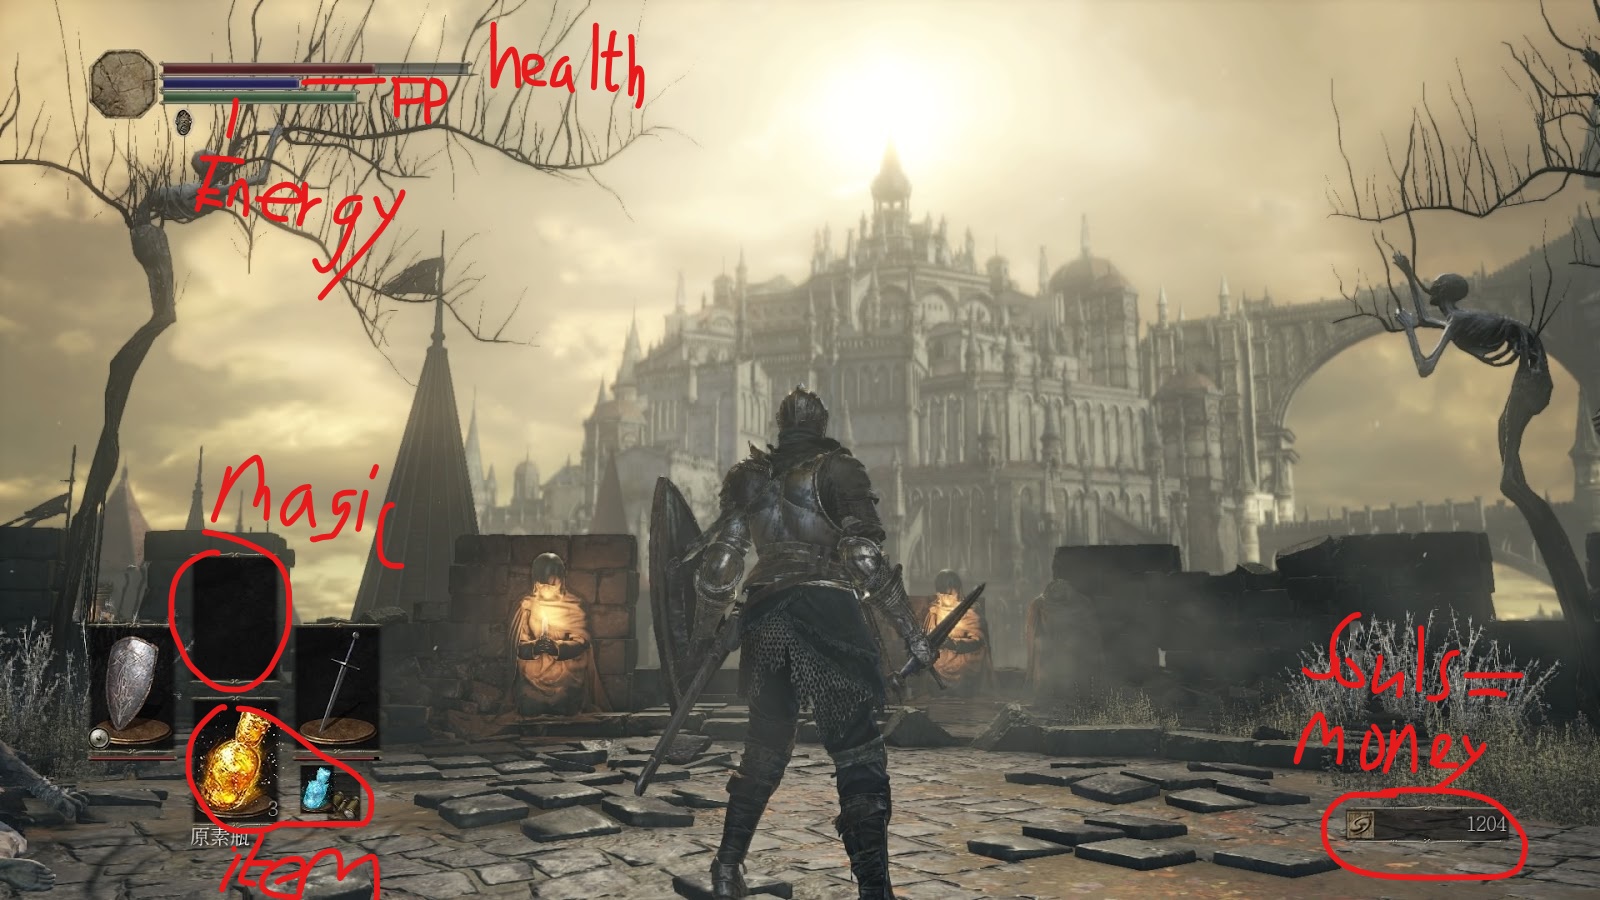 health
FP
Energy
Magic
Souls=
Money
1204
3
原素瓶
item